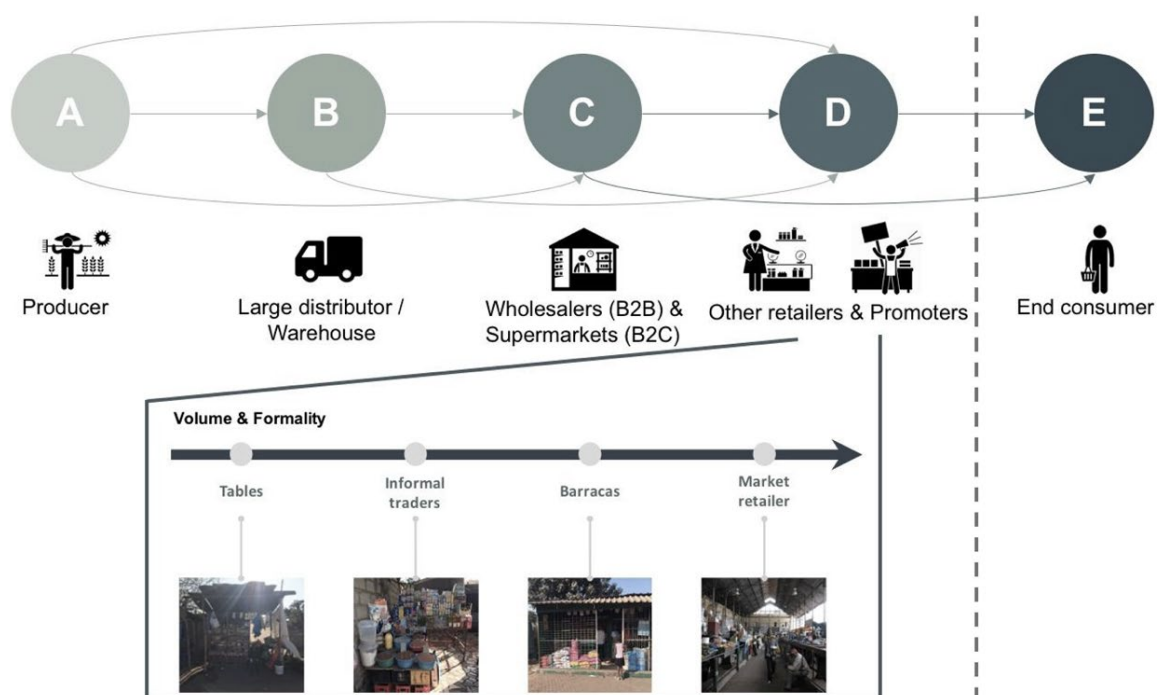 A
B
C
D
E
Producer
Large distributor /
Warehouse
Wholesalers (B2B) &
Supermarkets (B2C)
Other retailers & Promoters
End consumer
Volume & Formality
Tables
Informal
traders
Barracas
Market
retailer